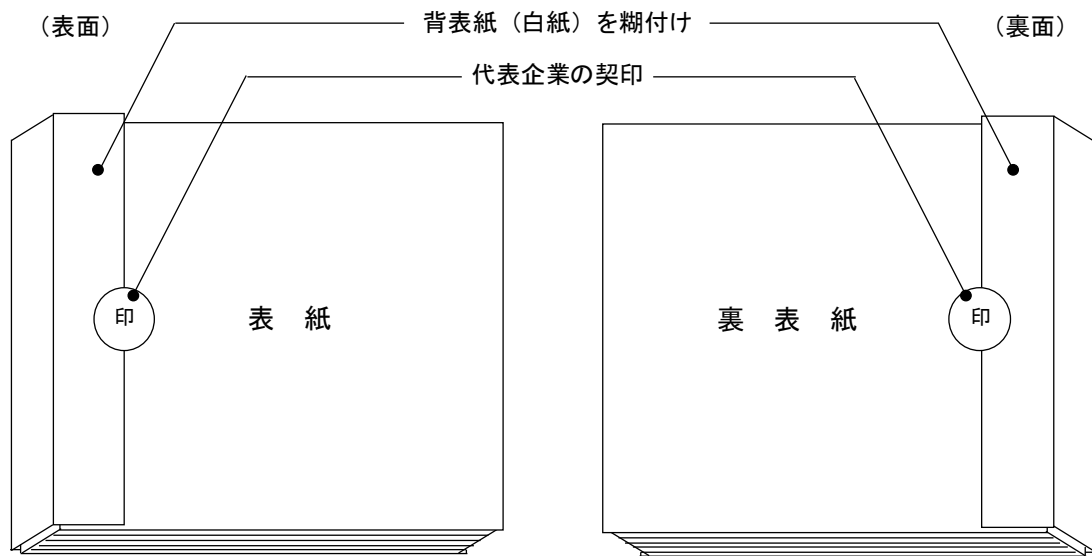 (表面)
背表紙(白紙)を糊付け
(裏面)
代表企業の契印
印
表 紙
裏 表 紙
印